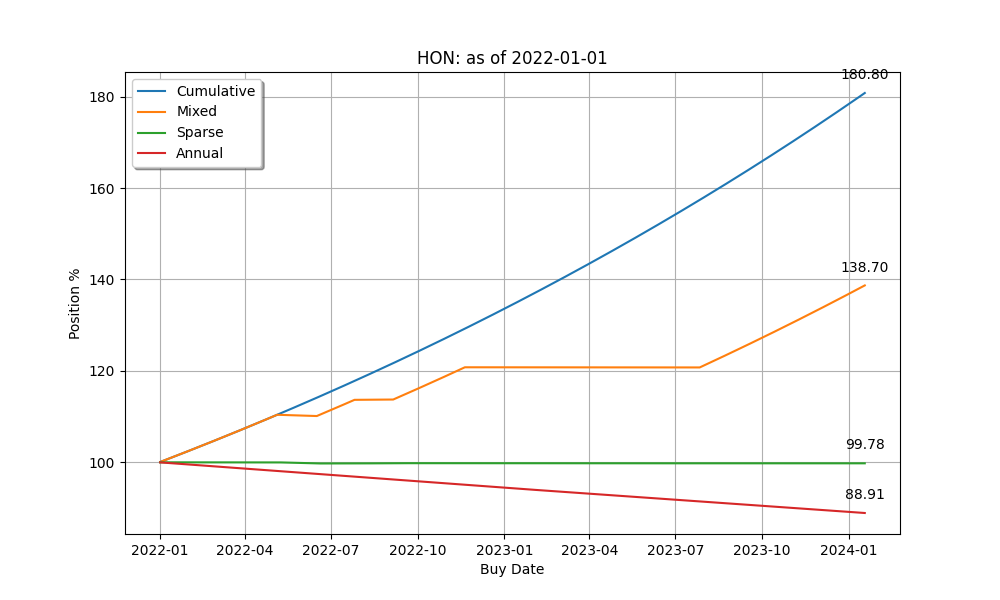 HON: as of 2022-01-01
180.80
180
Cumulative
Mixed
Sparse
Annual
160
138.70
140
Position %
120
99.78
100
88.91
2022-01 2022-04 2022-07 2022-10 2023-01 2023-04 2023-07 2023-10 2024-01
Buy Date